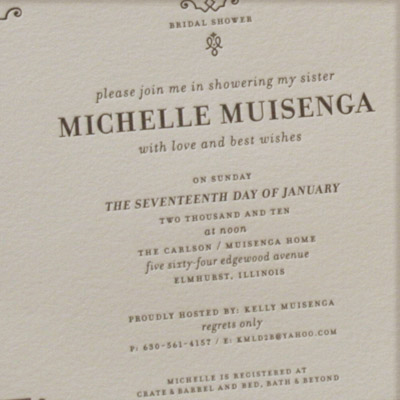 BRIDAL SHOWER
please join me in showering my sister
MICHELLE MUISENGA
with love and best wishes
ON SUNDAY
THE SEVENTEENTH DAY OF JANUARY
TWO THOUSAND AND TEN
at noon
THE CARLSON / MUISENGA HOME
five sixty-four edgewood avenue
ELMHURST, ILLINOIS
PROUDLY HOSTED BY: KELLY MUISENGA
regrets only
P: 630-561-4157 / E: KMLD2B@YAHOO.COM
MICHELLE IS REGISTERED AT
CRATE & BARREL AND BED, BATH & BEYOND